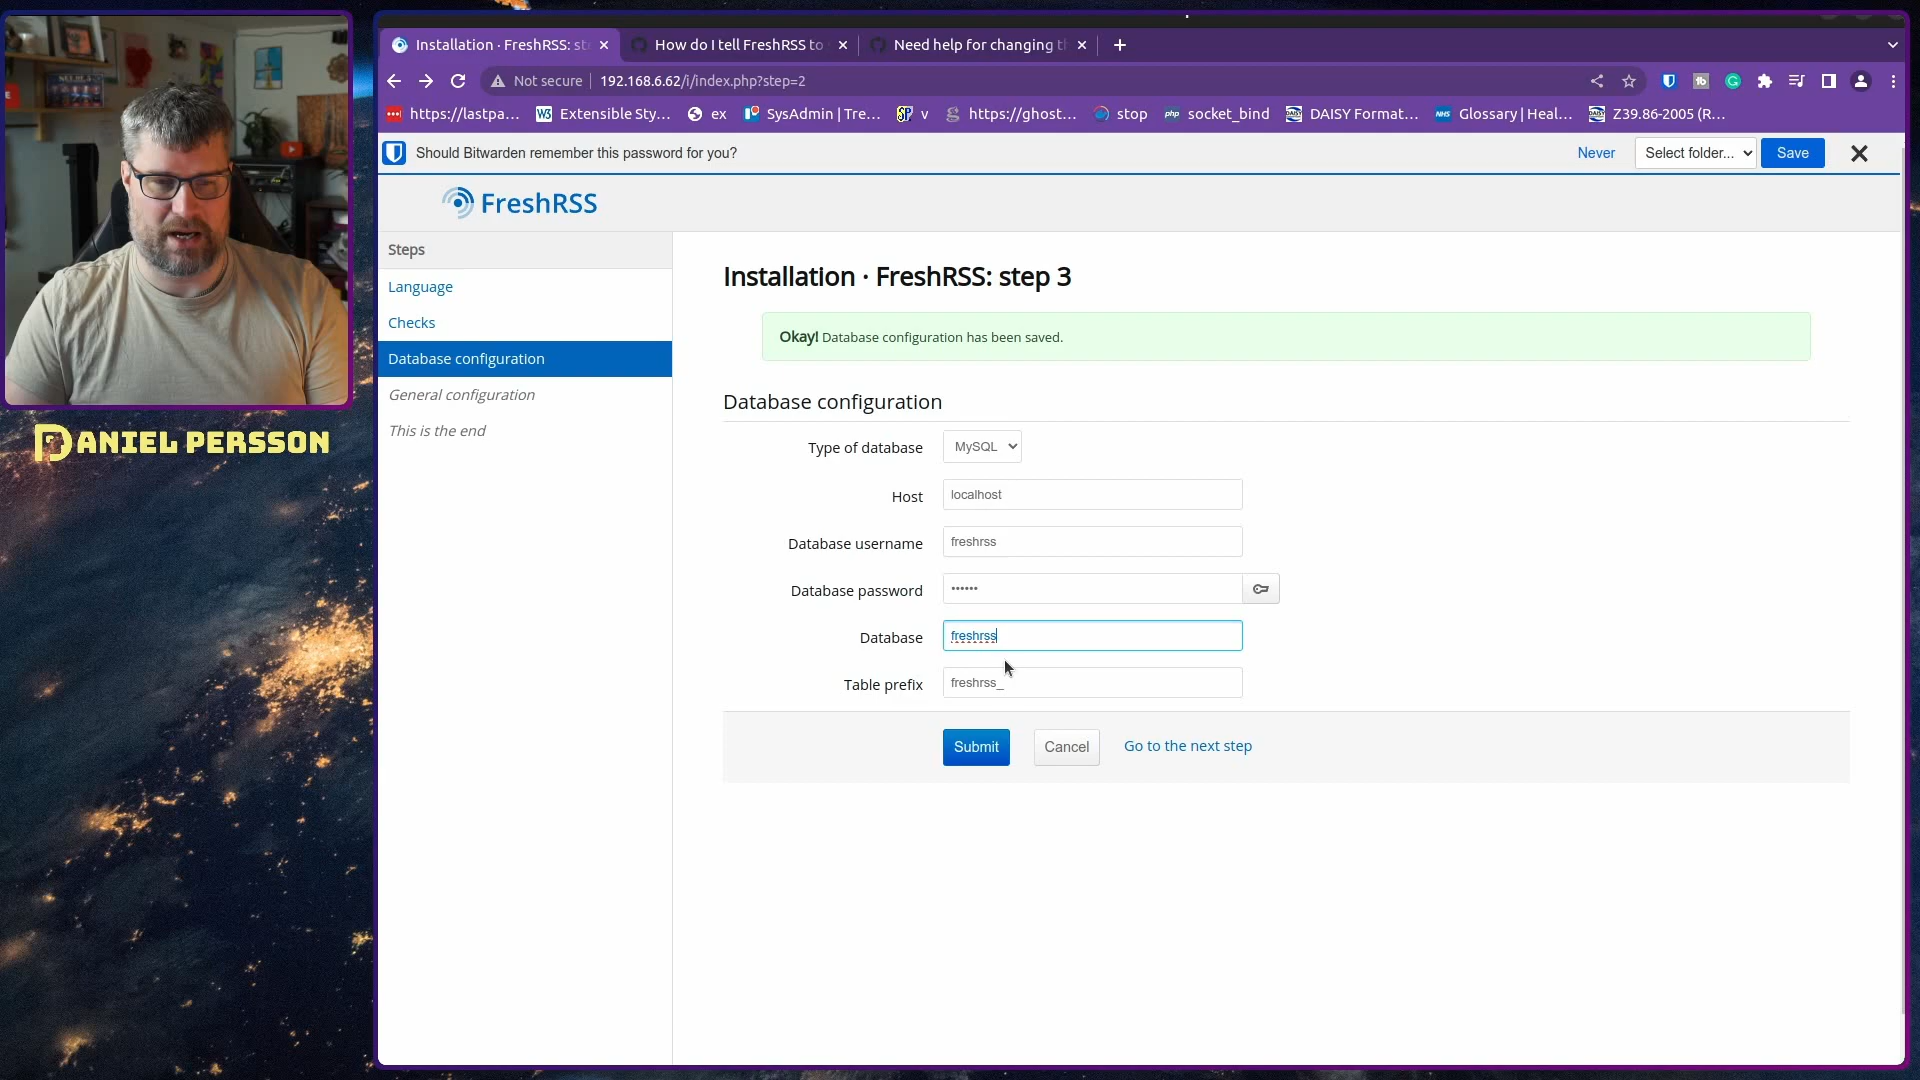 Installation · FreshRSS: st
How do I tell FreshRSS to
Need help for changing t
Not secure
192.168.6.62/i/index.php?step=2
https://lastpa...
Extensible Sty...
ex
SysAdmin | Tre...
v
https://ghost...
stop
php socket_bind
DAISY Format...
NHS Glossary | Heal...
Z39.86-2005 (R...
Should Bitwarden remember this password for you?
Never
Select folder...
Save
FreshRSS
Steps
Language
Checks
Database configuration
General configuration
This is the end
Installation · FreshRSS: step 3
Okay! Database configuration has been saved.
Database configuration
Type of database
MySQL
Host
localhost
Database username
freshrss
Database password
••••••
Database
freshrss
Table prefix
freshrss_
Submit
Cancel
Go to the next step
DANIEL PERSSON